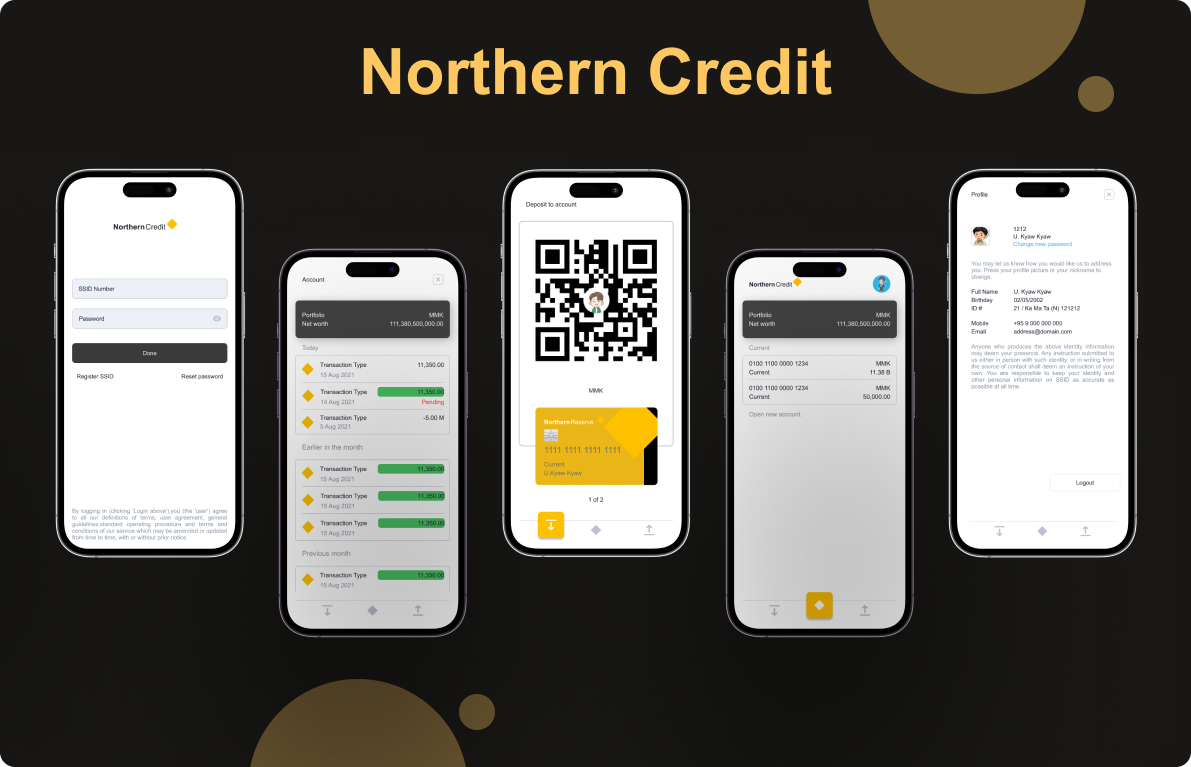 Northern Credit
Northern Credit
SSID Number
Password
Done
Register SSID Reset password
By logging in (clicking 'Login above'),you (the 'user') agree
to all our definitions of terms, user agreement, general
guidelines,standard operating procedure and terms and
conditions of our service which may be amended or updated
from time to time, with or without prior notice.
Account
Portfolio MMK
Net worth 111,380,500,000.00
Today
Transaction Type 11,350.00
15 Aug 2021
Transaction Type 11,350.00
14 Aug 2021 Pending
Transaction Type -5.00 M
5 Aug 2021
Earlier in the month
Transaction Type 11,350.00
15 Aug 2021
Transaction Type 11,350.00
15 Aug 2021
Transaction Type 11,350.00
15 Aug 2021
Previous month
Transaction Type 11,350.00
15 Aug 2021
Deposit to account
MMK
Northern Reserve
1111 1111 1111 1111
Current
U.Kyaw Kyaw
1 of 2
Northern Credit
Portfolio MMK
Net worth 111,380,500,000.00
Current
0100 1100 0000 1234 MMK
Current 11.38 B
0100 1100 0000 1234 MMK
Current 50,000.00
Open new account.
Profile
1212
U. Kyaw Kyaw
Change new password
You may let us know how you would like us to address
you. Press your profile picture or your nickname to
change.
Full Name U. Kyaw Kyaw
Birthday 02/05/2002
ID # 21 / Ka Ma Ta (N) 121212
Mobile +95 9 000 000 000
Email address@domain.com
Anyone who produces the above identity information
may deem your presence. Any instruction submitted to
us either in person with such identity, or in writing from
the source of contact shall deem an instruction of your
own. You are responsible to keep your identity and
other personal information on SSID as accurate as
possible at all time.
Logout